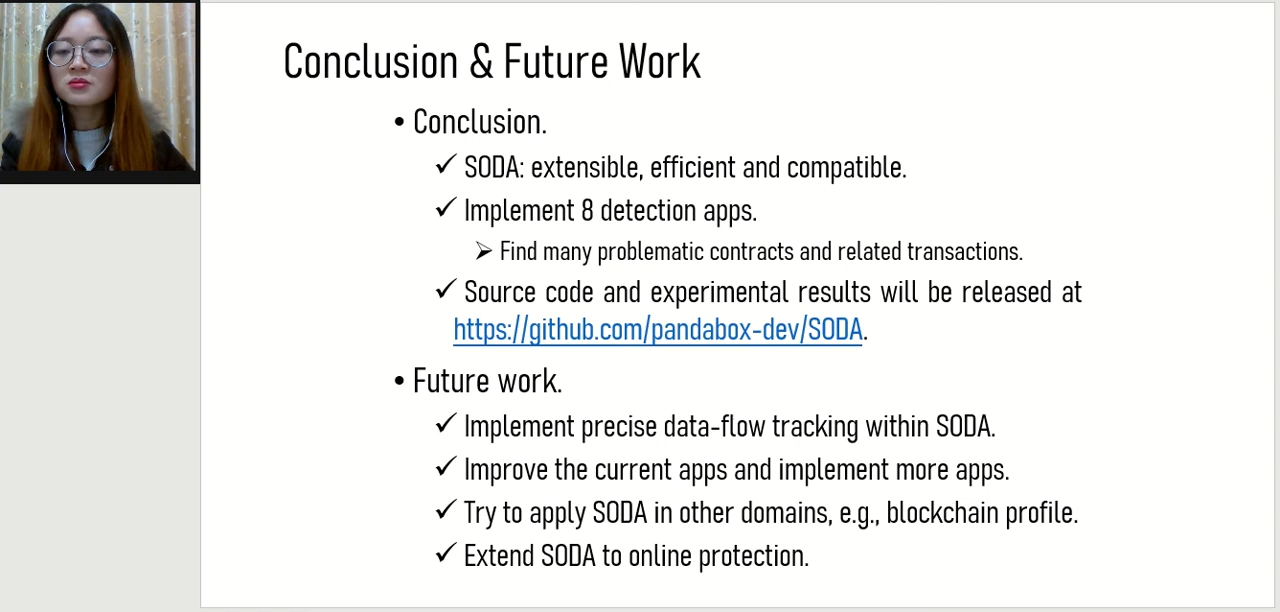 Conclusion & Future Work
• Conclusion.
✓ SODA: extensible, efficient and compatible.
✓ Implement 8 detection apps.
➢ Find many problematic contracts and related transactions.
✓ Source code and experimental results will be released at
https://github.com/pandabox-dev/SODA.
• Future work.
✓ Implement precise data-flow tracking within SODA.
✓ Improve the current apps and implement more apps.
✓ Try to apply SODA in other domains, e.g., blockchain profile.
✓ Extend SODA to online protection.